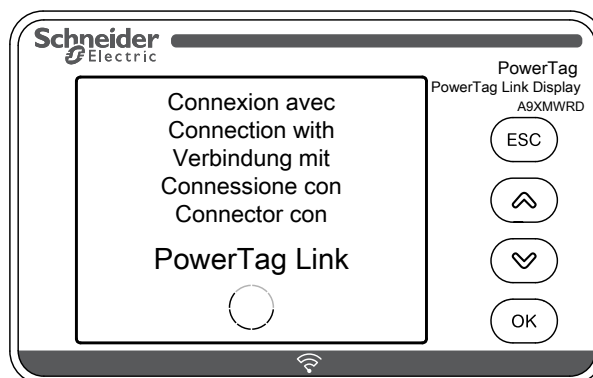 Schneider
Electric
PowerTag
PowerTag Link Display
A9XMWRD
Connexion avec
Connection with
Verbindung mit
Connessione con
Connector con
PowerTag Link
ESC
OK